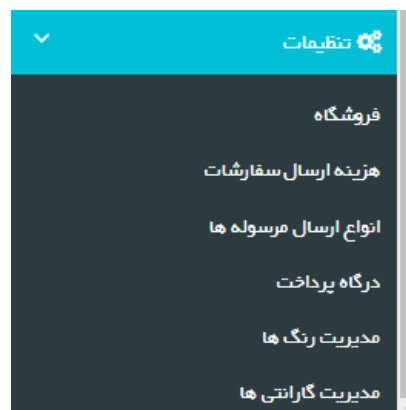 تنظیمات
فروشگاه
هزینه ارسال سفارشات
انواع ارسال مرسوله ها
درگاه پرداخت
مدیریت رنگ ها
مدیریت گارانتی ها